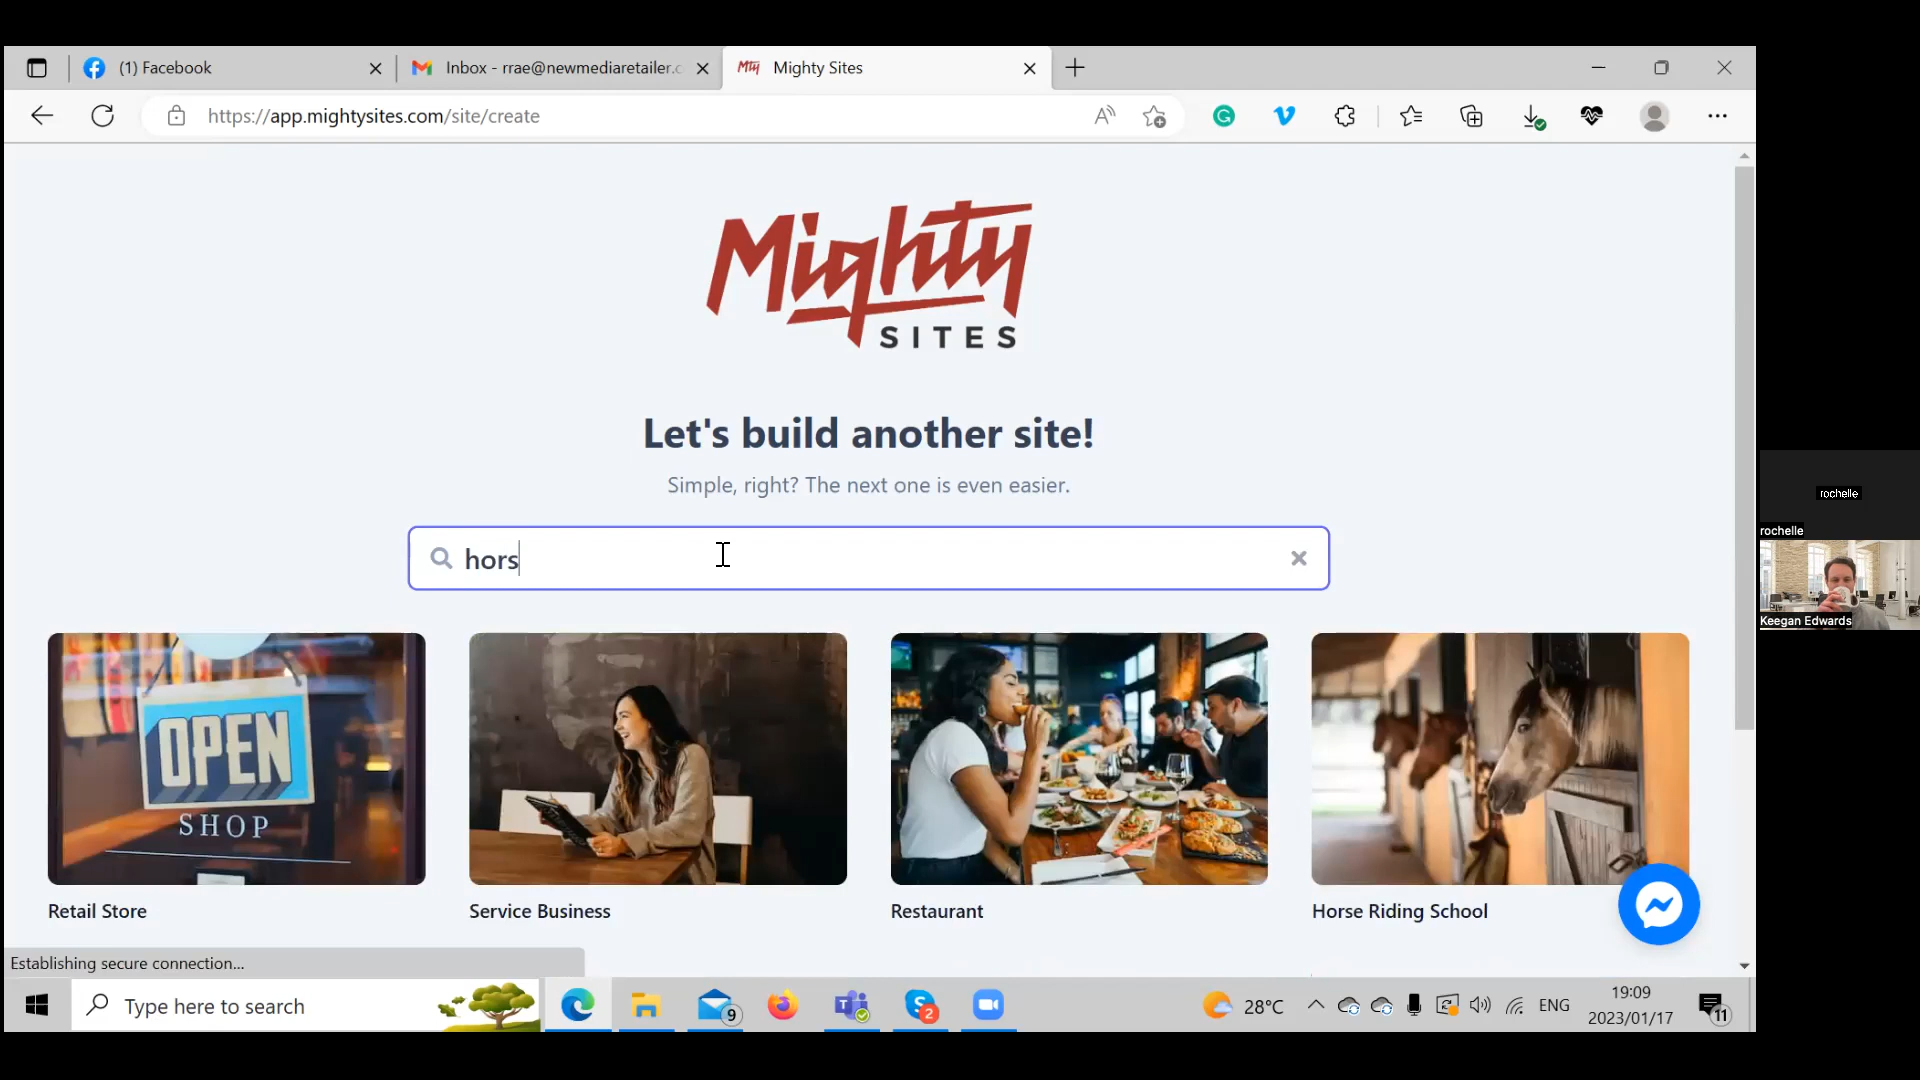 (1) Facebook
Inbox - rrae@newmediaretailer.c
Mty Mighty Sites
https://app.mightysites.com/site/create
Mighty
SITES
Let's build another site!
Simple, right? The next one is even easier.
hors
rochelle
rochelle
Keegan Edwards
OPEN
SHOP
Retail Store
Service Business
Restaurant
Horse Riding School
Establishing secure connection...
Type here to search
9
2
28°C
ENG
19:09
2023/01/17
11